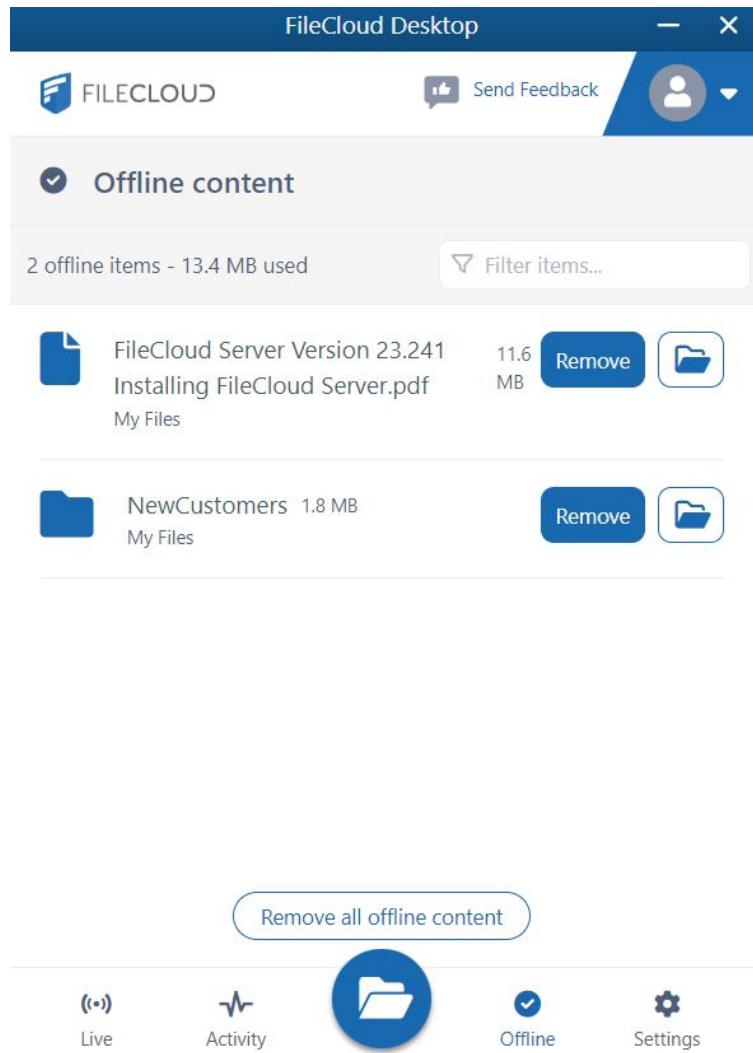 FileCloud Desktop
FILECLOUD
Send Feedback
Offline content
2 offline items - 13.4 MB used
Filter items...
FileCloud Server Version 23.241
Installing FileCloud Server.pdf
11.6
MB
Remove
My Files
NewCustomers 1.8 MB
Remove
My Files
Remove all offline content
Live
Activity
Offline
Settings